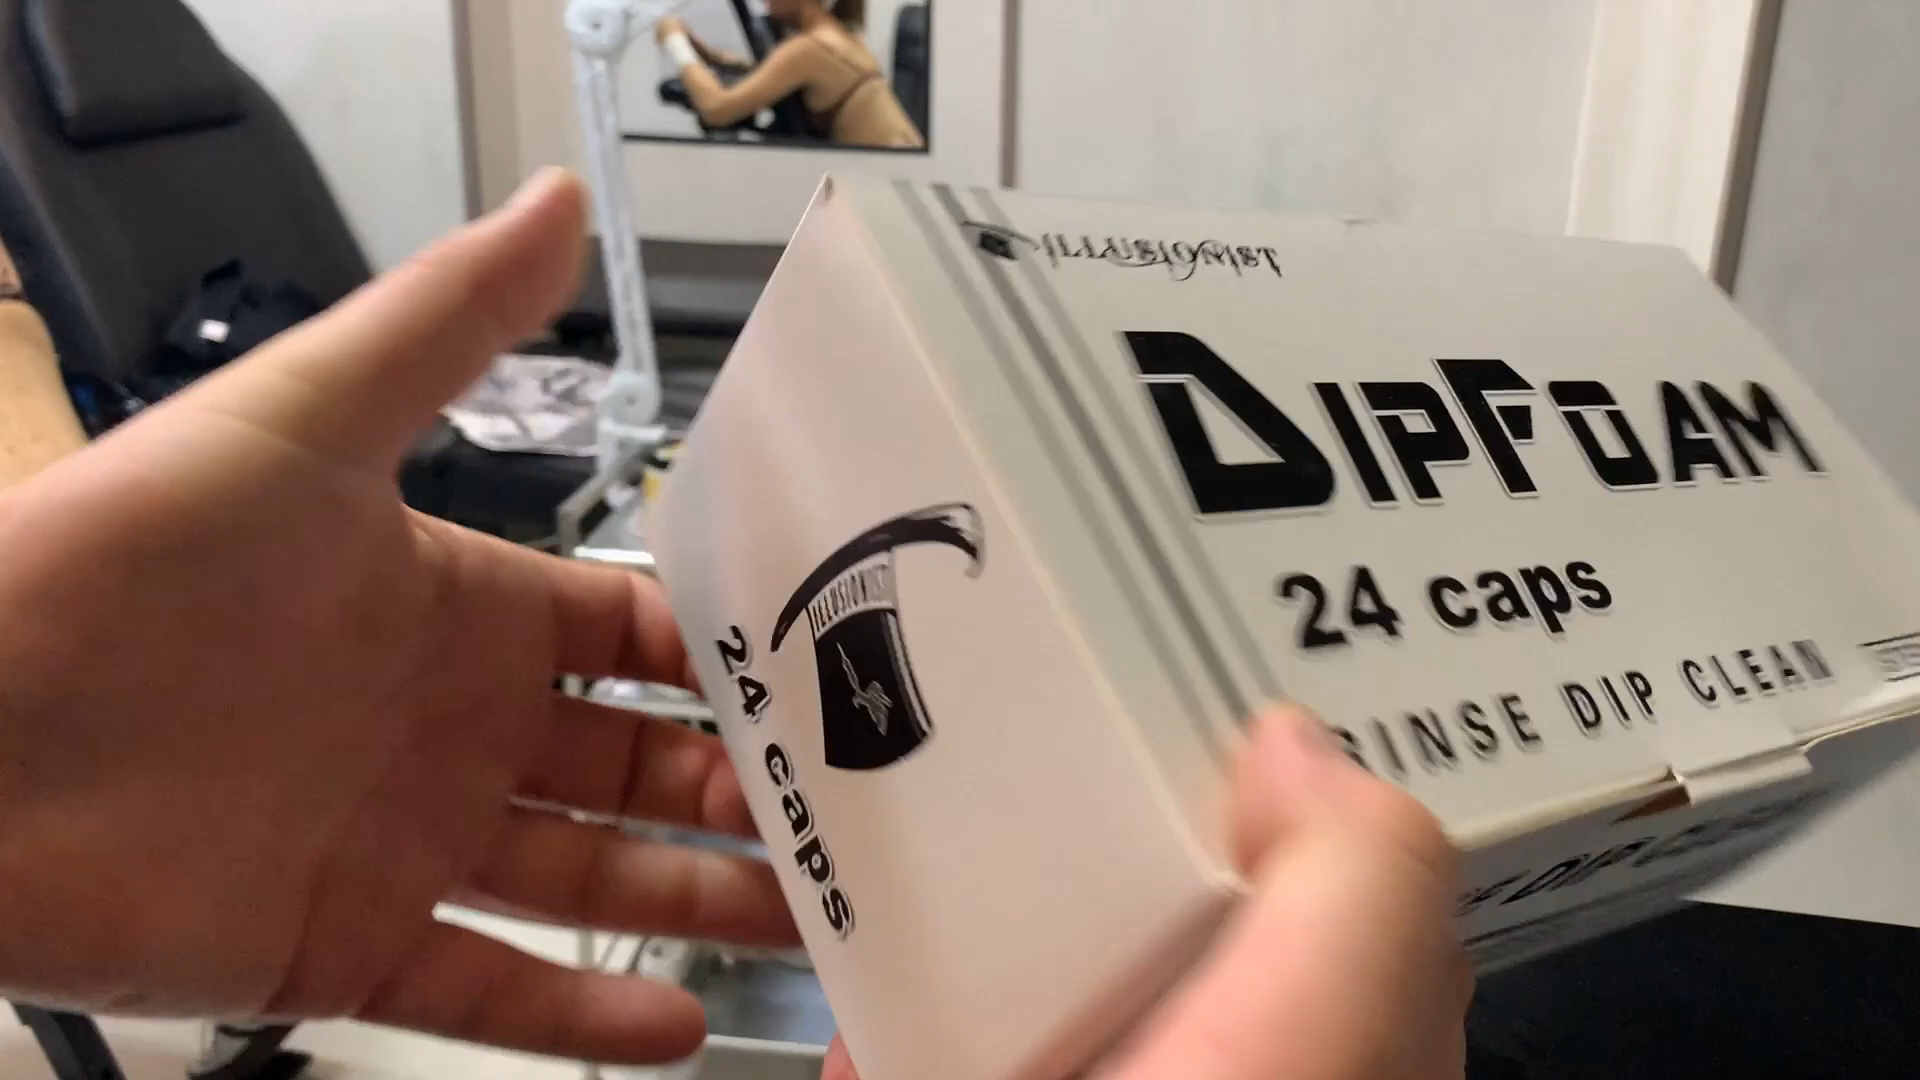 ILLUSIONIST
DIPFOAM
24 caps
RINSE DIP CLEAN
ILLUSIONIST
24 caps